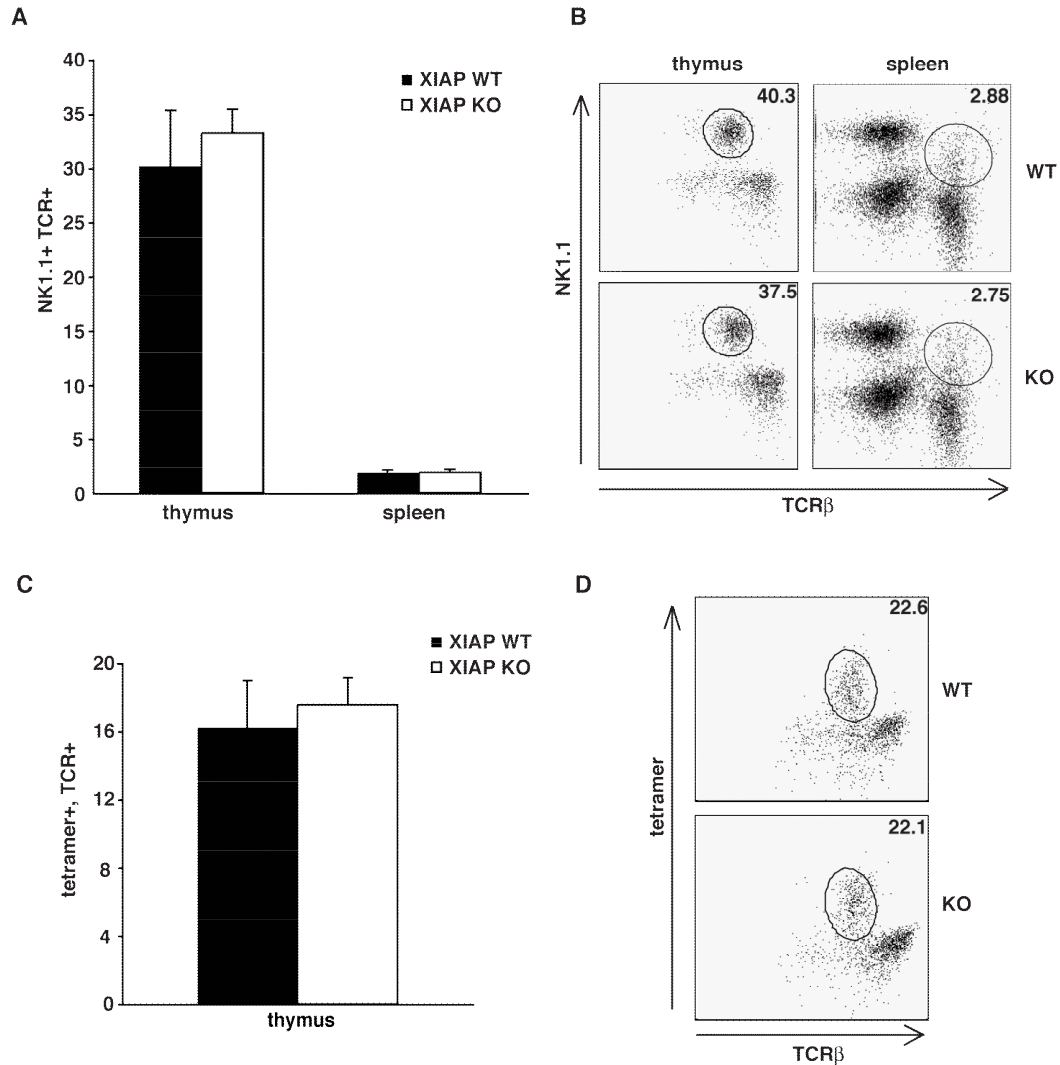 A
40
35
30
25
20
15
10
5
0
NK1.1+ TCR+
XIAP WT
XIAP KO
thymus
spleen
B
thymus
spleen
40.3
2.88
WT
37.5
2.75
KO
NK1.1
TCRβ
C
XIAP WT
XIAP KO
20
16
12
8
4
0
tetramer+, TCR+
thymus
D
22.6
WT
22.1
KO
tetramer
TCRβ